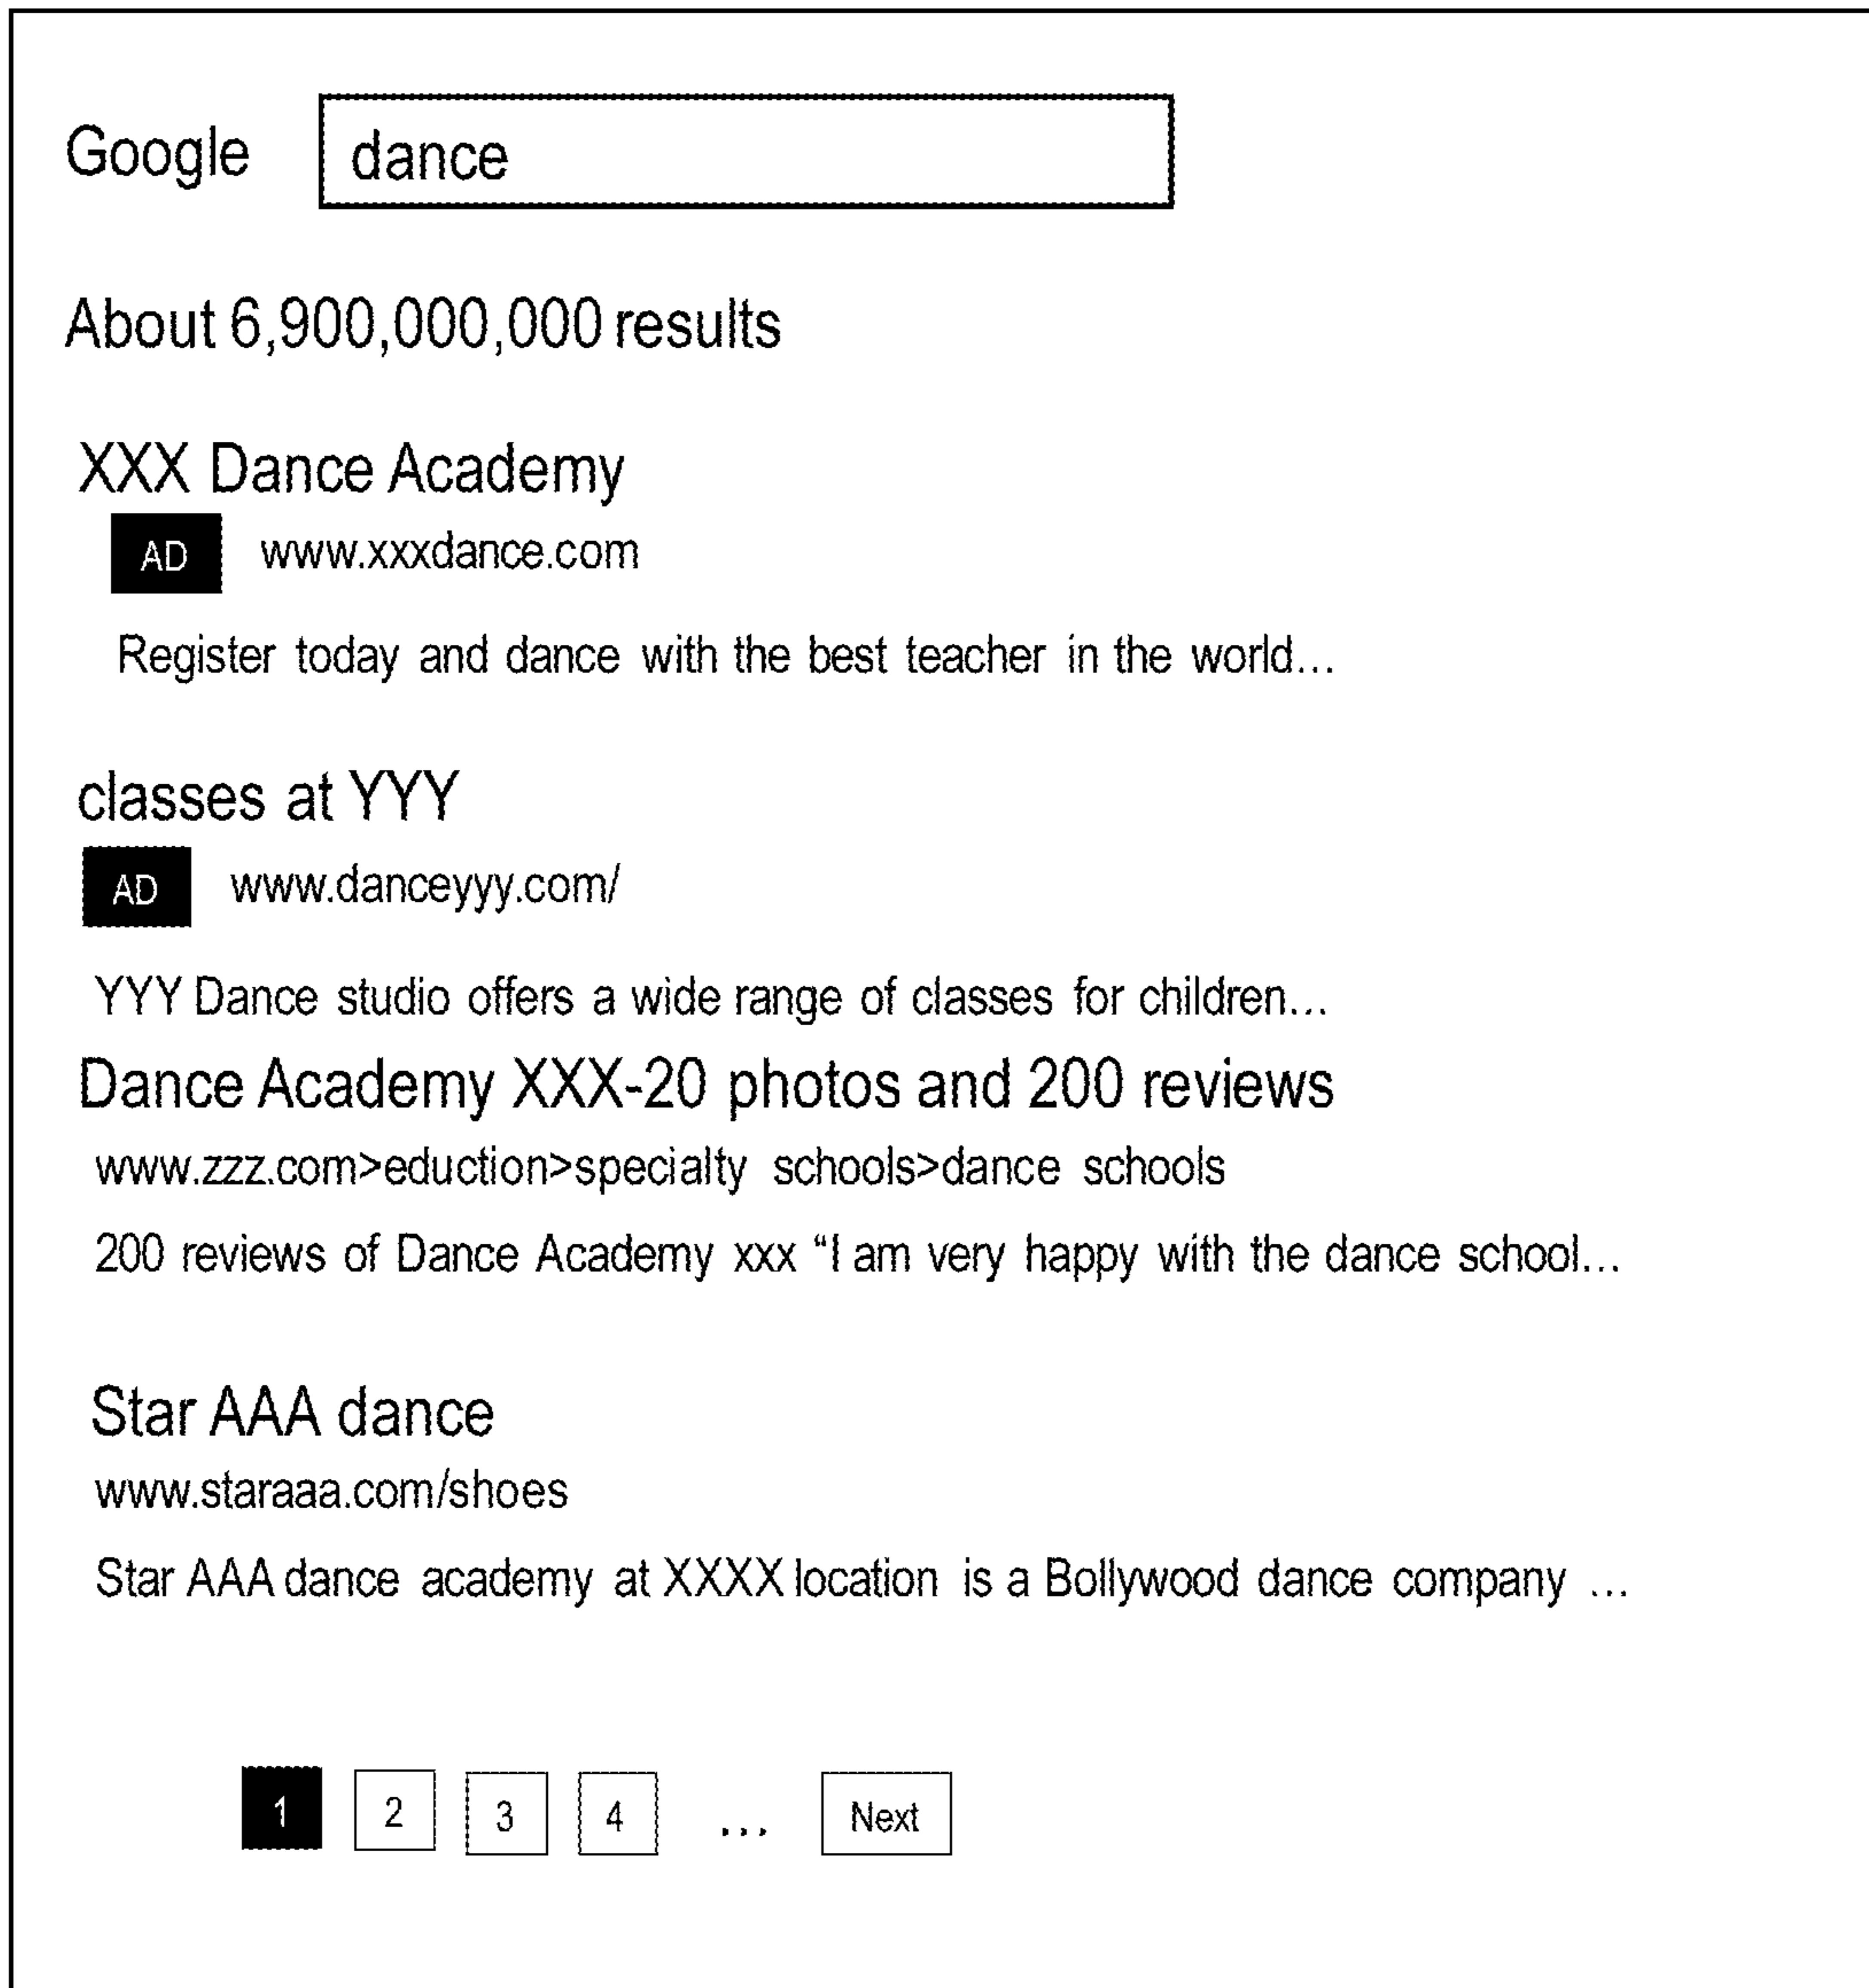 Google dance
About 6,900,000,000 results
XXX Dance Academy
AD www.xxxdance.com
Register today and dance with the best teacher in the world...
classes at YYY
AD www.danceyyy.com/
YYY Dance studio offers a wide range of classes for children...
Dance Academy XXX-20 photos and 200 reviews
www.zzz.com>eduction>specialty schools>dance schools
200 reviews of Dance Academy xxx “I am very happy with the dance school...
Star AAA dance
www.staraaa.com/shoes
Star AAA dance academy at XXXX location is a Bollywood dance company ...
1 2 3 4 ... Next